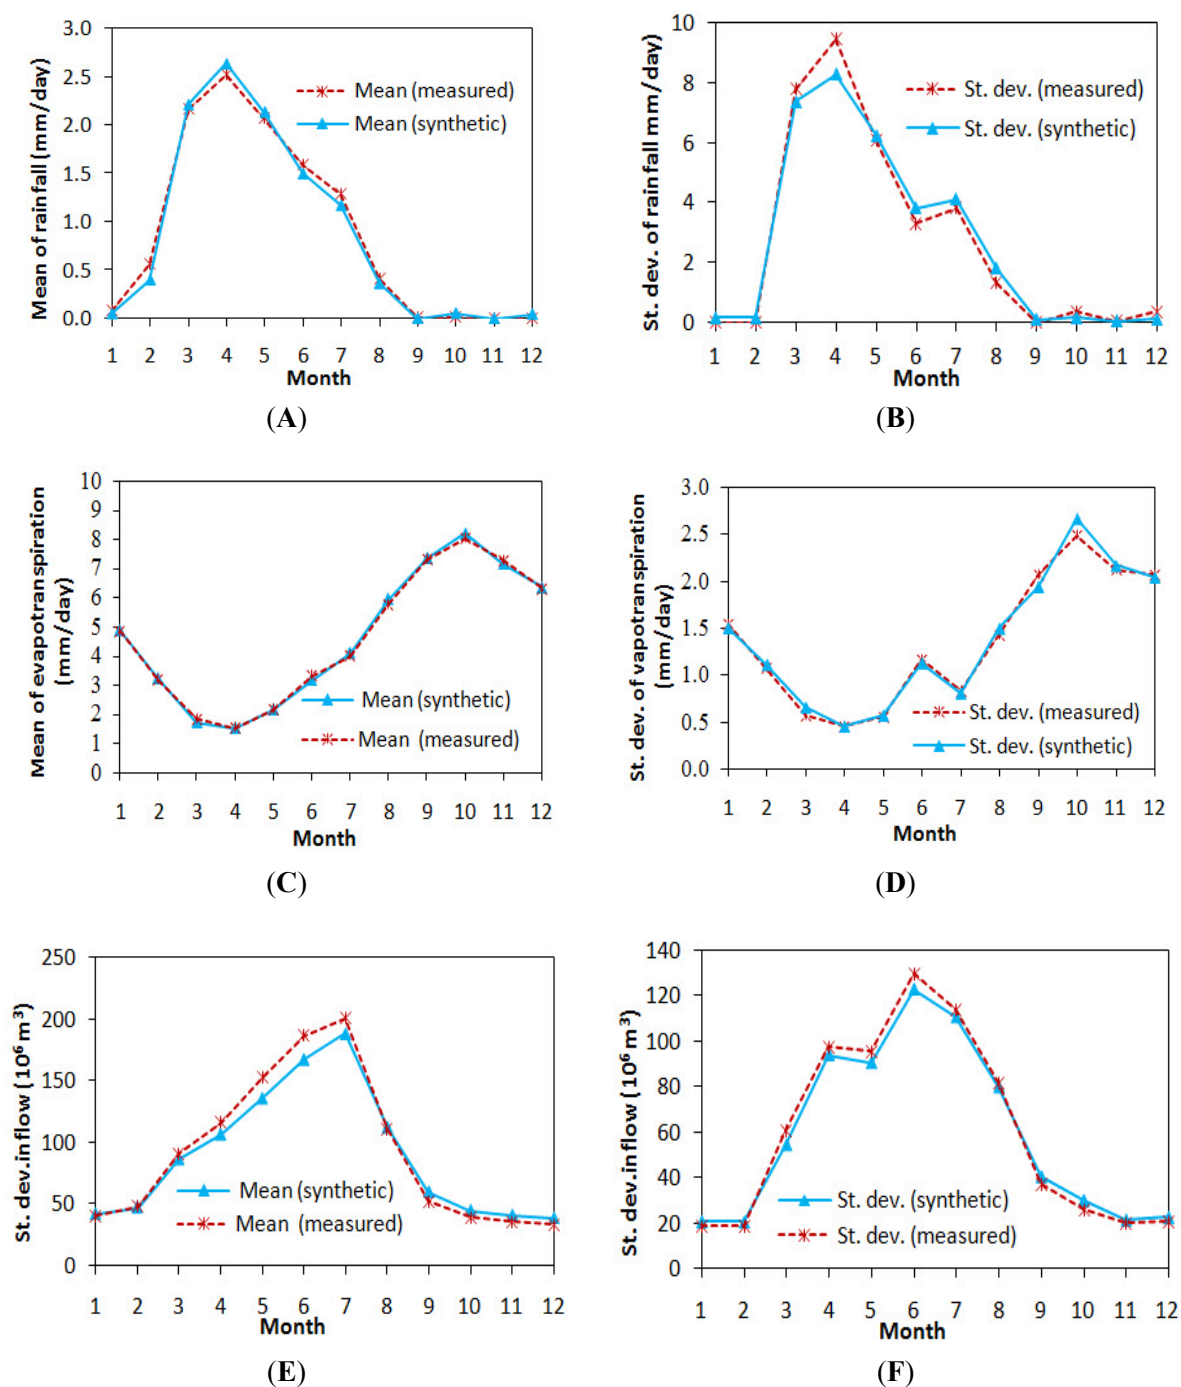 3.0
2.5
2.0
1.5
1.0
0.5
0.0
Mean of rainfall (mm/day)
Mean (measured)
Mean (synthetic)
1 2 3 4 5 6 7 8 9 10 11 12
Month
(A)
10
8
6
4
2
0
St. dev. of rainfall mm/day)
St. dev. (measured)
St. dev. (synthetic)
1 2 3 4 5 6 7 8 9 10 11 12
Month
(B)
10
9
8
7
6
5
4
3
2
1
0
Mean of evapotranspiration
(mm/day)
Mean (synthetic)
Mean (measured)
1 2 3 4 5 6 7 8 9 10 11 12
Month
(C)
3.0
2.5
2.0
1.5
1.0
0.5
0.0
St. dev. of vapotranspiration
(mm/day)
St. dev. (measured)
St. dev. (synthetic)
1 2 3 4 5 6 7 8 9 10 11 12
Month
(D)
250
200
150
100
50
0
St. dev.inflow (10⁶ m³)
Mean (synthetic)
Mean (measured)
1 2 3 4 5 6 7 8 9 10 11 12
Month
(E)
140
120
100
80
60
40
20
0
St. dev.inflow (10⁶ m³)
St. dev. (synthetic)
St. dev. (measured)
1 2 3 4 5 6 7 8 9 10 11 12
Month
(F)